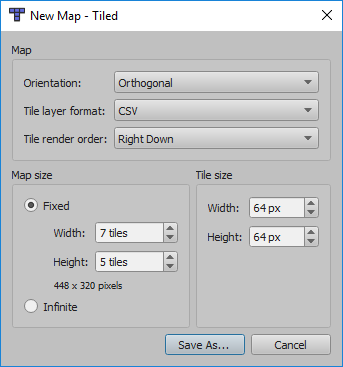 New Map - Tiled
Map
Orientation: Orthogonal
Tile layer format: CSV
Tile render order: Right Down
Map size
Fixed
Width: 7 tiles
Height: 5 tiles
448 x 320 pixels
Infinite
Tile size
Width: 64 px
Height: 64 px
Save As...
Cancel